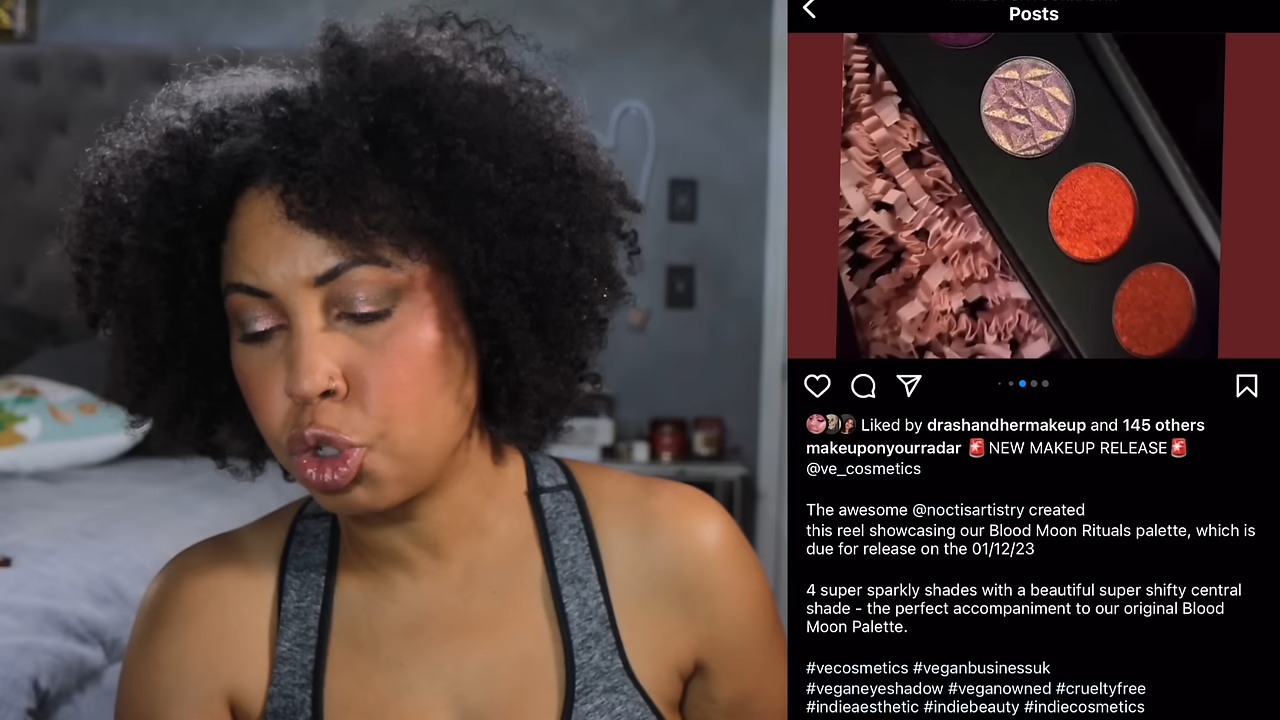 Posts
Liked by drashandhermakeup and 145 others
makeuponyourradar 🚨NEW MAKEUP RELEASE🚨
@ve_cosmetics
The awesome @noctisartistry created
this reel showcasing our Blood Moon Rituals palette, which is
due for release on the 01/12/23
4 super sparkly shades with a beautiful super shifty central
shade - the perfect accompaniment to our original Blood
Moon Palette.
#vecosmetics #veganbusinessuk
#veganeyeshadow #veganowned #crueltyfree
#indieaesthetic #indiebeauty #indiecosmetics